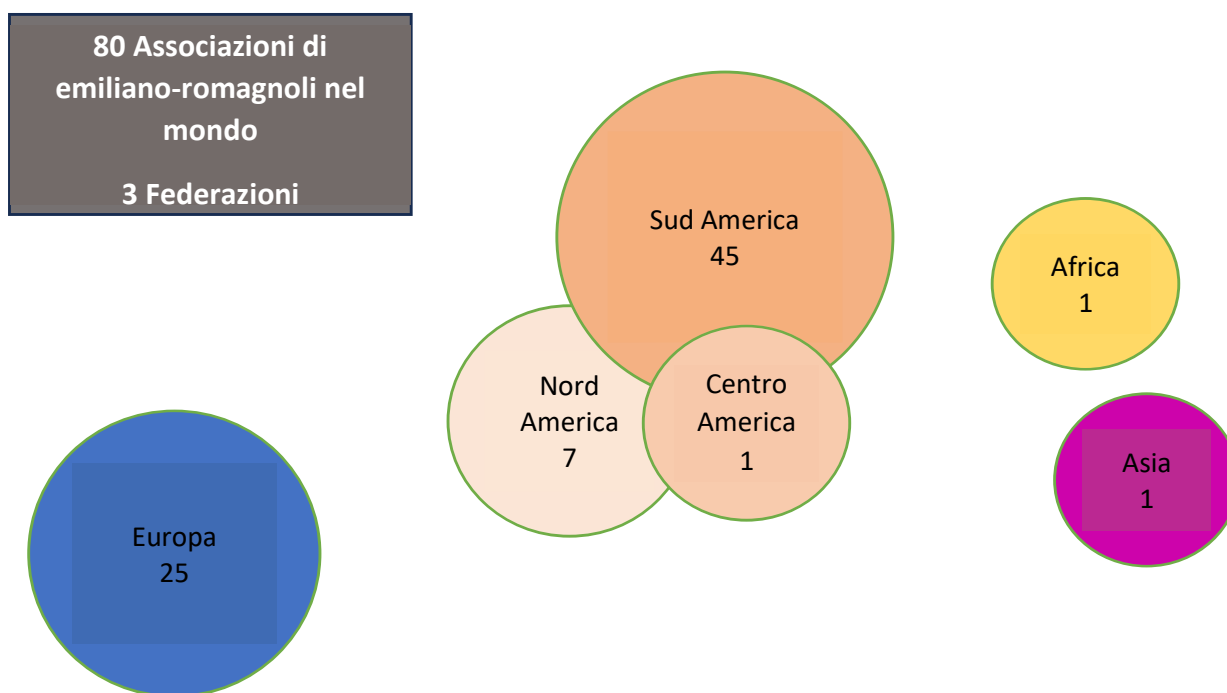 80 Associazioni di
emiliano-romagnoli nel
mondo
3 Federazioni
Sud America
45
Africa
1
Nord
America
7
Centro
America
1
Asia
1
Europa
25